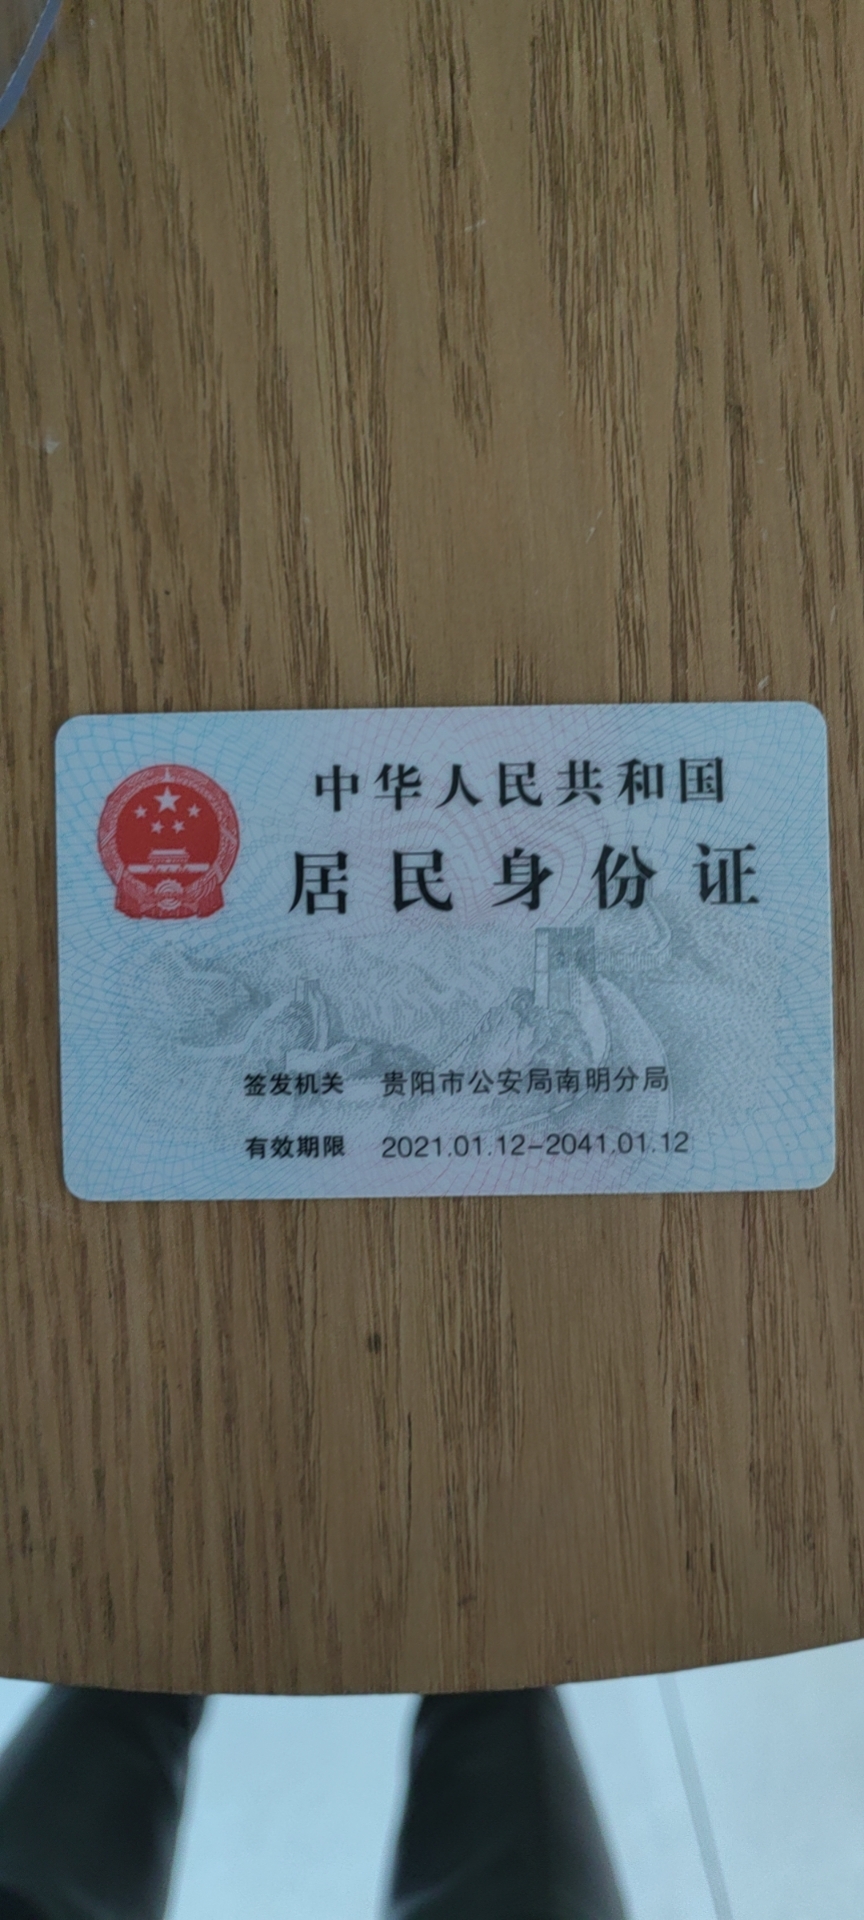 中华人民共和国
居民身份证
签发机关 贵阳市公安局南明分局
有效期限 2021.01.12-2041.01.12